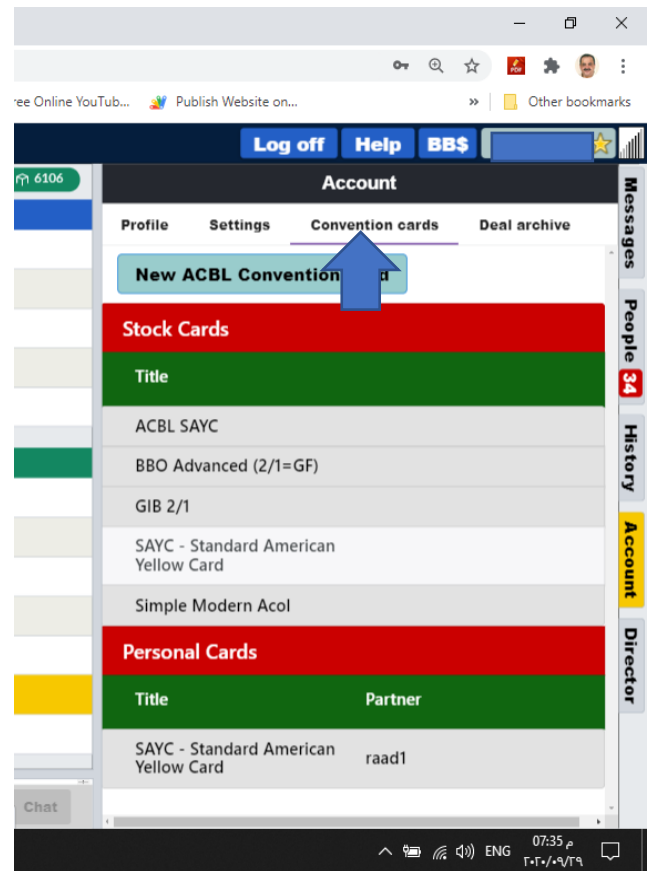 PDF
ree Online YouTub...
Publish Website on...
»
Other bookmarks
Log off
Help
BB$
6106
Account
Profile
Settings
Convention cards
Deal archive
New ACBL Convention
Stock Cards
Title
ACBL SAYC
BBO Advanced (2/1=GF)
GIB 2/1
SAYC - Standard American
Yellow Card
Simple Modern Acol
Personal Cards
Title
Partner
SAYC - Standard American
Yellow Card
raad1
Messages
People 34
History
Account
Director
Chat
ENG
07:35 م
٢٠٢٠/٠٩/٢٩